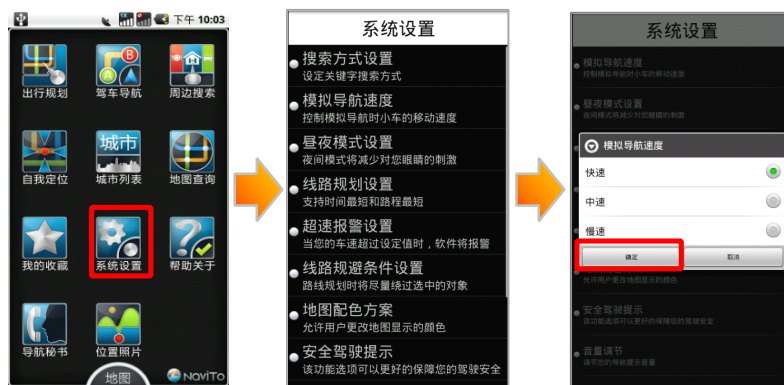 下午 10:03
出行规划
驾车导航
周边搜索
城市
自我定位
城市列表
地图查询
我的收藏
系统设置
帮助关于
导航秘书
位置照片
地图
NaviTo
系统设置
搜索方式设置
设定关键字搜索方式
模拟导航速度
控制模拟导航时小车的移动速度
昼夜模式设置
夜间模式将减少对您眼睛的刺激
线路规划设置
支持时间最短和路程最短
超速报警设置
当您的车速超过设定值时，软件将报警
线路规避条件设置
路线规划时将尽量绕过选中的对象
地图配色方案
允许用户更改地图显示的颜色
安全驾驶提示
该功能选项可以更好的保障您的驾驶安全
系统设置
模拟导航速度
控制模拟导航时小车的移动速度
昼夜模式设置
夜间模式将减少对您眼睛的刺激
模拟导航速度
快速
中速
慢速
确定
取消
允许用户更改地图显示的颜色
安全驾驶提示
该功能选项可以更好的保障您的驾驶安全
音量调节
调节您的导航提示音量